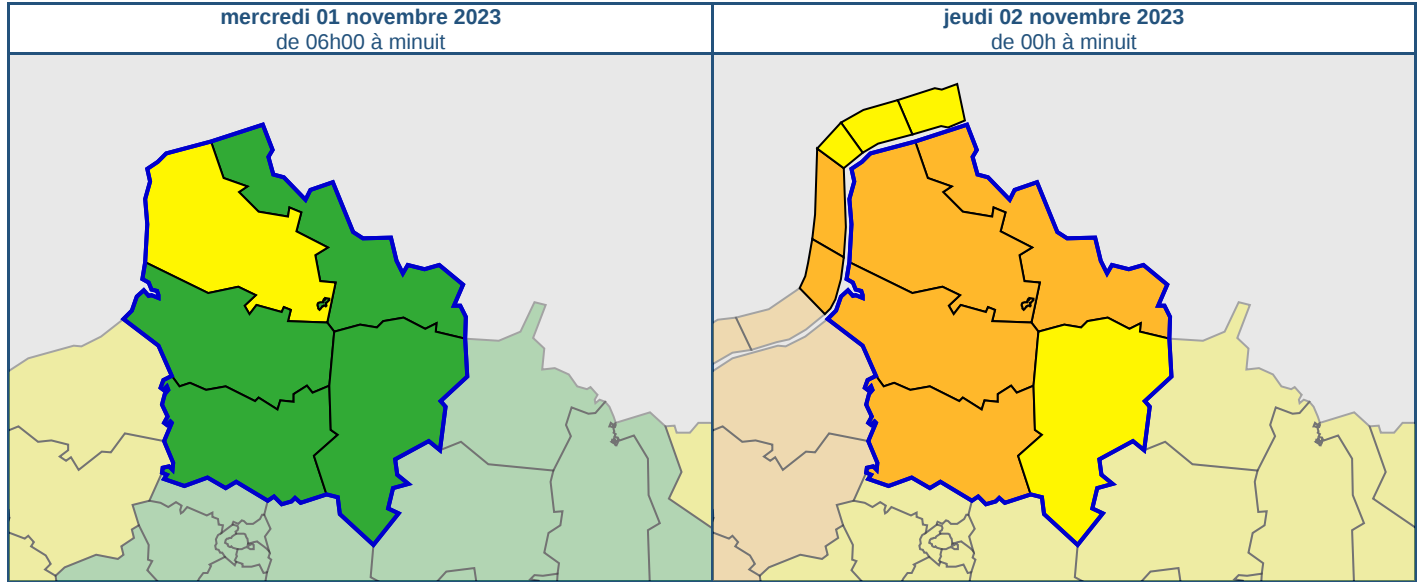 mercredi 01 novembre 2023
de 06h00 à minuit
jeudi 02 novembre 2023
de 00h à minuit